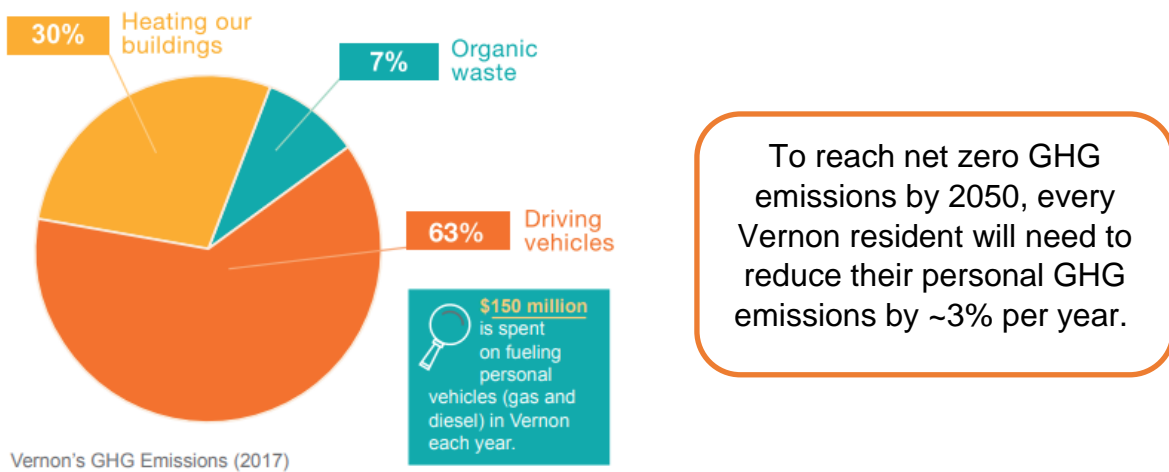 30%
Heating our
buildings
7%
Organic
waste
63%
Driving
vehicles
$150 million
is spent
on fueling
personal
vehicles (gas and
diesel) in Vernon
each year.
Vernon's GHG Emissions (2017)
To reach net zero GHG
emissions by 2050, every
Vernon resident will need to
reduce their personal GHG
emissions by ~3% per year.